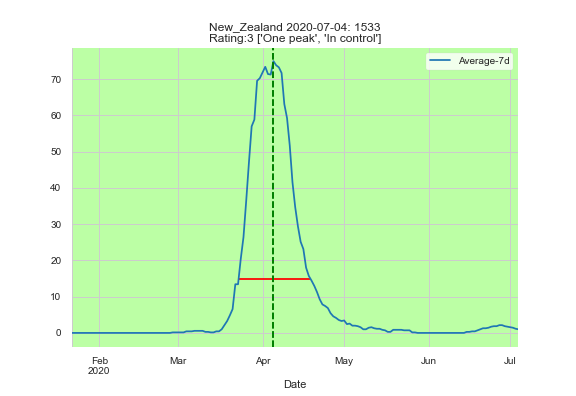 New_Zealand 2020-07-04: 1533
Rating:3 ['One peak', 'In control']
Average-7d
70
60
50
40
30
20
10
0
Feb
2020
Mar
Apr
May
Jun
Jul
Date